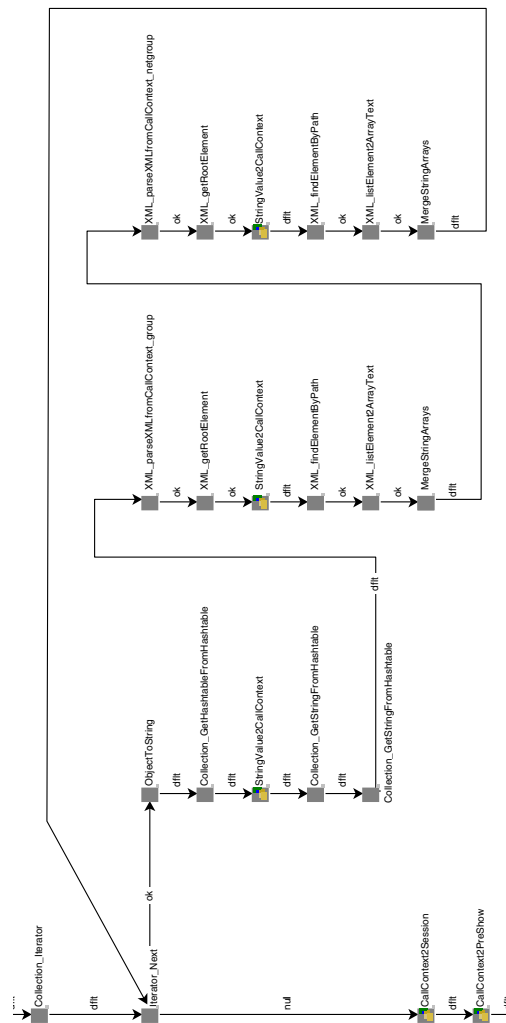 XML_parseXMLfromCallContext_netgroup
ok
XML_getRootElement
ok
StringValue2CallContext
dflt
XML_findElementByPath
ok
XML_listElement2ArrayText
ok
MergeStringArrays
dflt
XML_parseXMLfromCallContext_group
ok
XML_getRootElement
ok
StringValue2CallContext
dflt
XML_findElementByPath
ok
XML_listElement2ArrayText
ok
MergeStringArrays
dflt
dflt
ObjectToString
dflt
Collection_GetHashtableFromHashtable
dflt
StringValue2CallContext
dflt
Collection_GetStringFromHashtable
dflt
Collection_GetStringFromHashtable
ok
Collection_Iterator
dflt
Iterator_Next
null
CallContext2Session
dflt
CallContext2PreShow